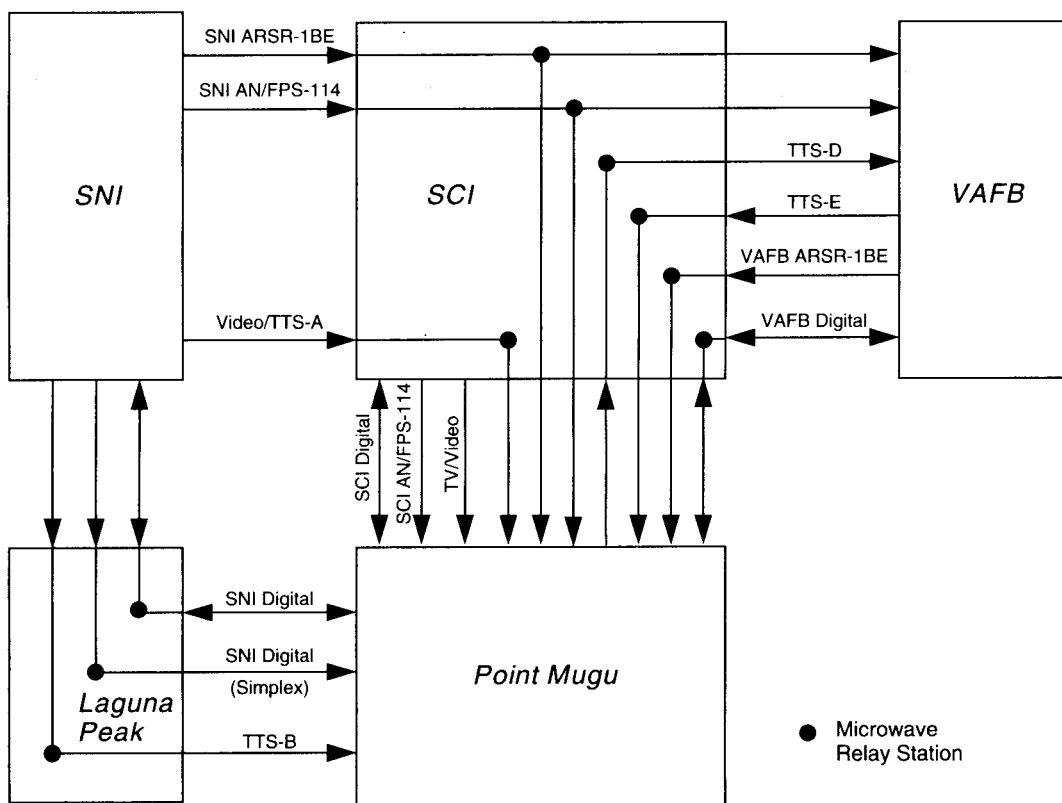 SNI ARSR-1BE
SNI AN/FPS-114
SNI
SCI
VAFB
TTS-D
TTS-E
VAFB ARSR-1BE
Video/TTS-A
VAFB Digital
SCI Digital
SCI AN/FPS-114
TV/Video
SNI Digital
SNI Digital
(Simplex)
Laguna
Peak
TTS-B
Point Mugu
Microwave
Relay Station